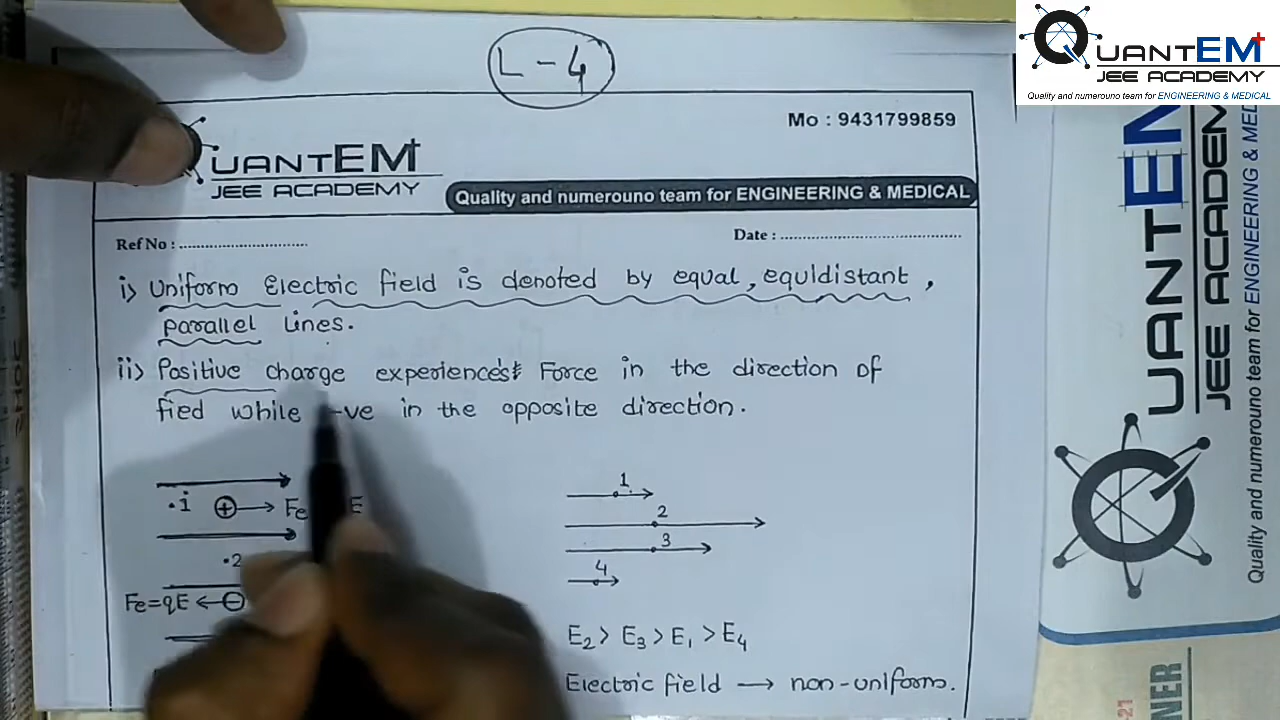 L - 4
QUANTEM+
JEE ACADEMY
Quality and numerouno team for ENGINEERING & MEDICAL
Mo : 9431799859
UANTEM+
JEE ACADEMY
Quality and numerouno team for ENGINEERING & MEDICAL
Ref No : ................................
Date : .............................................
i> Uniform Electric field is denoted by equal, equidistant,
parallel lines.
ii> Positive charge experiences Force in the direction of
fied while -ve in the opposite direction.
.1 + Fe E
.2
Fe=qE -
1
2
3
4
E2 > E3 > E1 > E4
Electric field → non-uniform.
UANTEM
JEE ACADEMY
Quality and numerouno team for ENGINEERING & MED